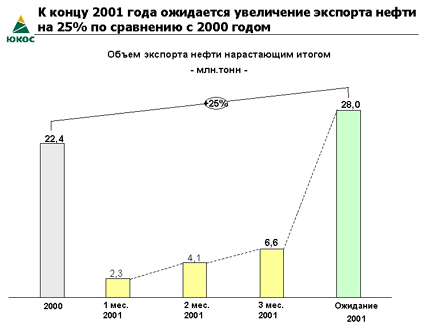 К концу 2001 года ожидается увеличение экспорта нефти
на 25% по сравнению с 2000 годом
ЮКОС
Объем экспорта нефти нарастающим итогом
- млн.тонн -
+25%
28,0
22,4
6,6
4,1
2,3
2000
1 мес.
2001
2 мес.
2001
3 мес.
2001
Ожидание
2001